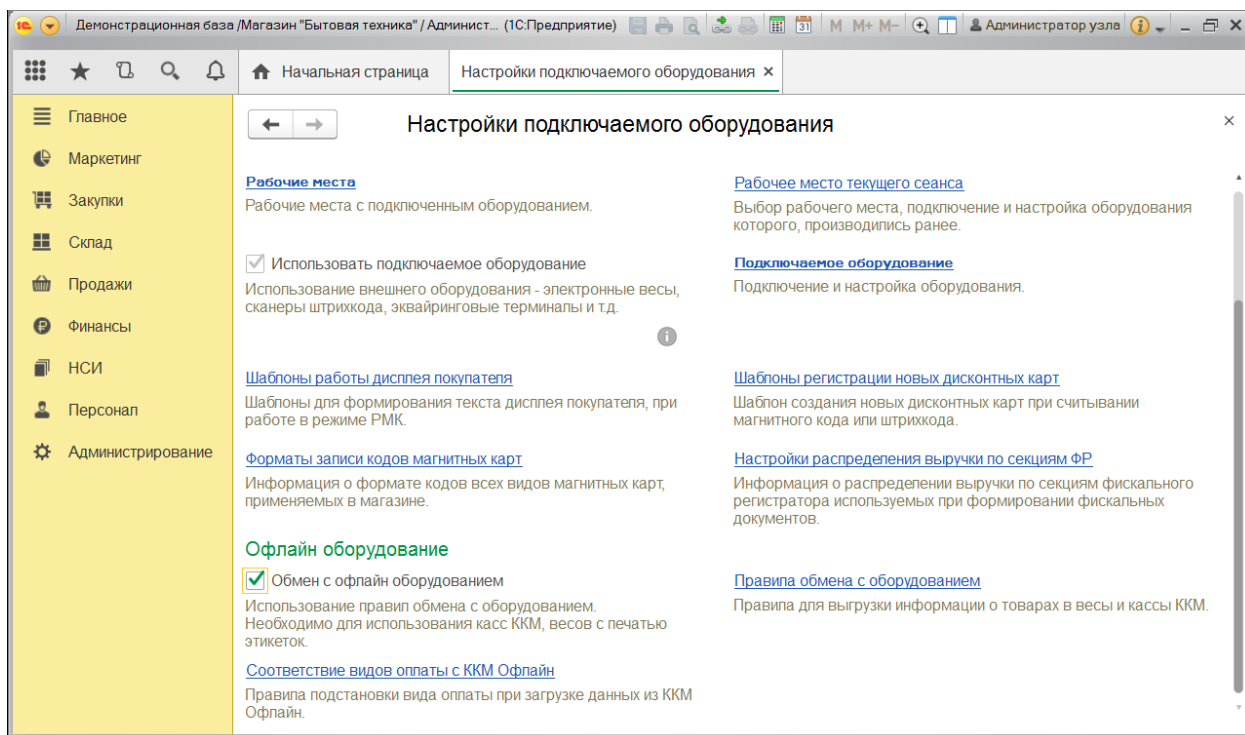 1С Демонстрационная база /Магазин "Бытовая техника" / Админист... (1С:Предприятие) 31 M M+ M- Администратор узла
Начальная страница Настройки подключаемого оборудования ×
Главное
Маркетинг
Закупки
Склад
Продажи
Финансы
НСИ
Персонал
Администрирование
Настройки подключаемого оборудования
Рабочие места
Рабочие места с подключенным оборудованием.
Рабочее место текущего сеанса
Выбор рабочего места, подключение и настройка оборудования
которого, производились ранее.
Использовать подключаемое оборудование
Использование внешнего оборудования - электронные весы,
сканеры штрихкода, эквайринговые терминалы и т.д.
Подключаемое оборудование
Подключение и настройка оборудования.
Шаблоны работы дисплея покупателя
Шаблоны для формирования текста дисплея покупателя, при
работе в режиме РМК.
Шаблоны регистрации новых дисконтных карт
Шаблон создания новых дисконтных карт при считывании
магнитного кода или штрихкода.
Форматы записи кодов магнитных карт
Информация о формате кодов всех видов магнитных карт,
применяемых в магазине.
Настройки распределения выручки по секциям ФР
Информация о распределении выручки по секциям фискального
регистратора используемых при формировании фискальных
документов.
Офлайн оборудование
Обмен с офлайн оборудованием
Использование правил обмена с оборудованием.
Необходимо для использования касс ККМ, весов с печатью
этикеток.
Правила обмена с оборудованием
Правила для выгрузки информации о товарах в весы и кассы ККМ.
Соответствие видов оплаты с ККМ Офлайн
Правила подстановки вида оплаты при загрузке данных из ККМ
Офлайн.